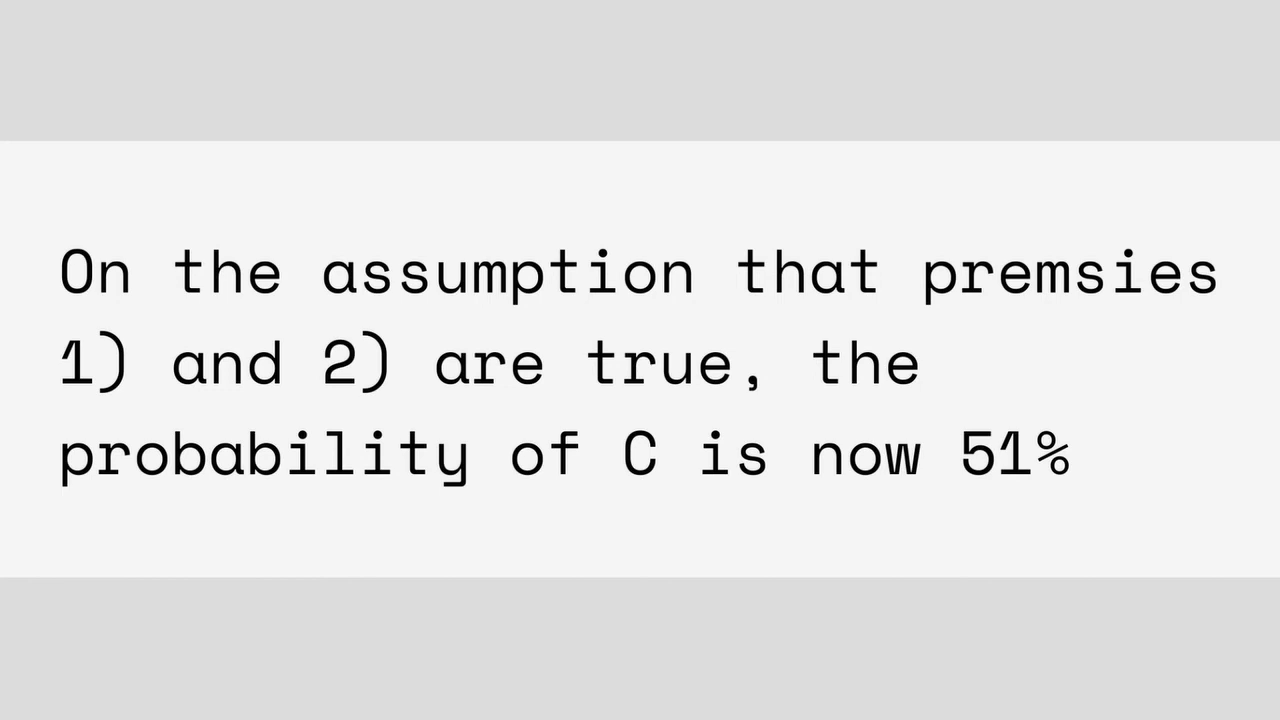 On the assumption that premsies
1) and 2) are true, the
probability of C is now 51%